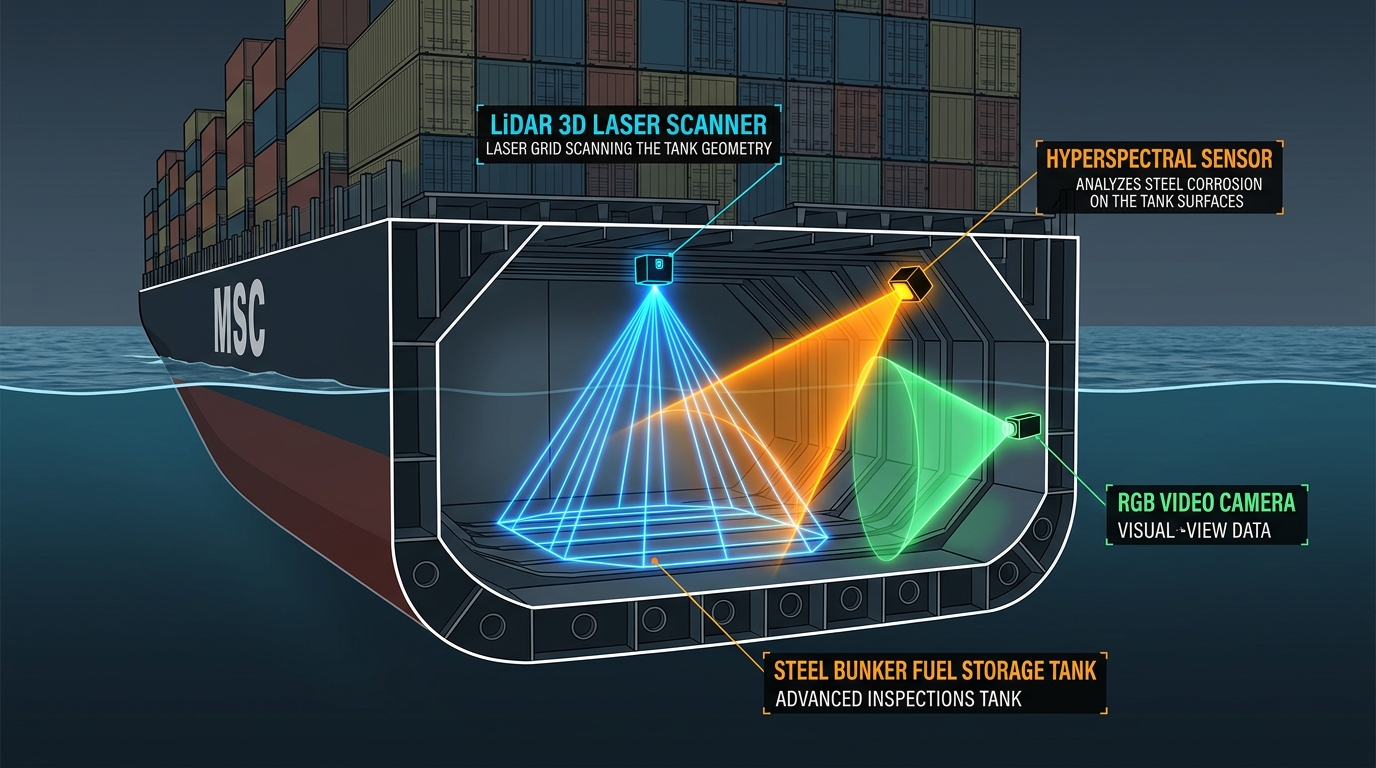 LiDAR 3D LASER SCANNER
LASER GRID SCANNING THE TANK GEOMETRY
HYPERSPECTRAL SENSOR
ANALYZES STEEL CORROSION
ON THE TANK SURFACES
MSC
RGB VIDEO CAMERA
VISUAL-VIEW DATA
STEEL BUNKER FUEL STORAGE TANK
ADVANCED INSPECTIONS TANK